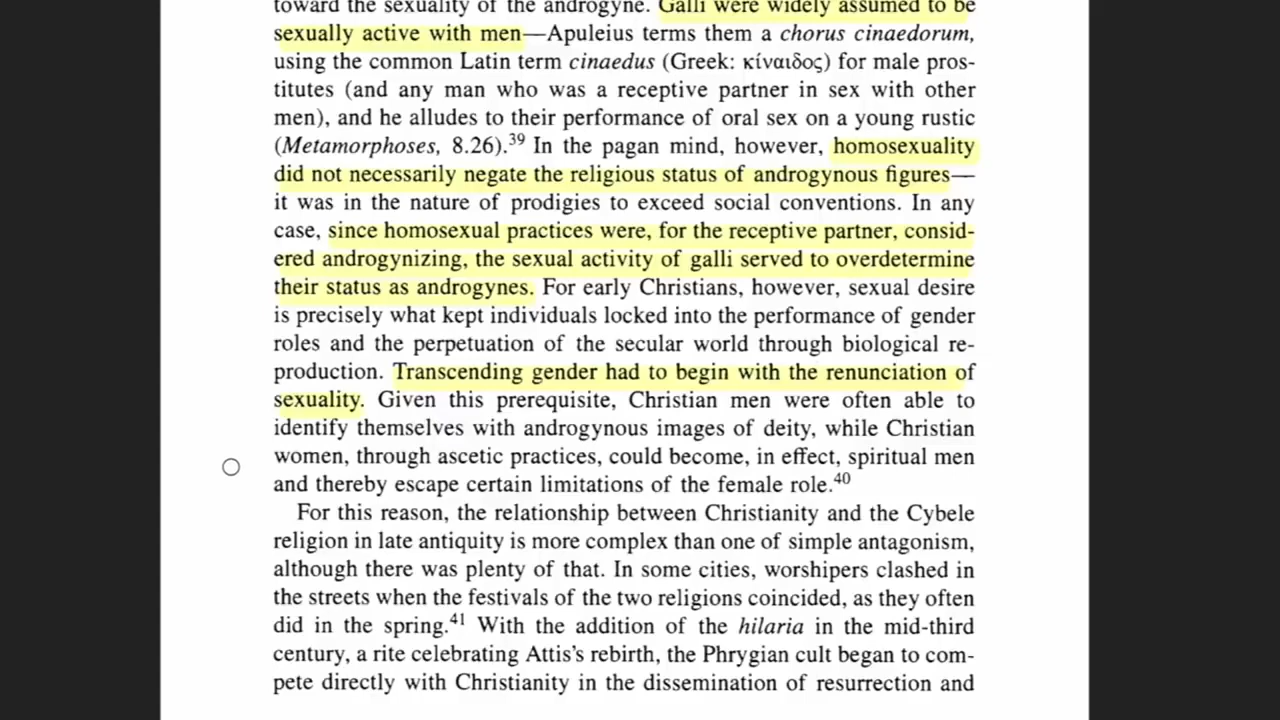 toward the sexuality of the androgyne. Galli were widely assumed to be
sexually active with men—Apuleius terms them a chorus cinaedorum,
using the common Latin term cinaedus (Greek: κίναιδος) for male pros-
titutes (and any man who was a receptive partner in sex with other
men), and he alludes to their performance of oral sex on a young rustic
(Metamorphoses, 8.26).39 In the pagan mind, however, homosexuality
did not necessarily negate the religious status of androgynous figures—
it was in the nature of prodigies to exceed social conventions. In any
case, since homosexual practices were, for the receptive partner, consid-
ered androgynizing, the sexual activity of galli served to overdetermine
their status as androgynes. For early Christians, however, sexual desire
is precisely what kept individuals locked into the performance of gender
roles and the perpetuation of the secular world through biological re-
production. Transcending gender had to begin with the renunciation of
sexuality. Given this prerequisite, Christian men were often able to
identify themselves with androgynous images of deity, while Christian
women, through ascetic practices, could become, in effect, spiritual men
and thereby escape certain limitations of the female role.40
For this reason, the relationship between Christianity and the Cybele
religion in late antiquity is more complex than one of simple antagonism,
although there was plenty of that. In some cities, worshipers clashed in
the streets when the festivals of the two religions coincided, as they often
did in the spring.41 With the addition of the hilaria in the mid-third
century, a rite celebrating Attis's rebirth, the Phrygian cult began to com-
pete directly with Christianity in the dissemination of resurrection and